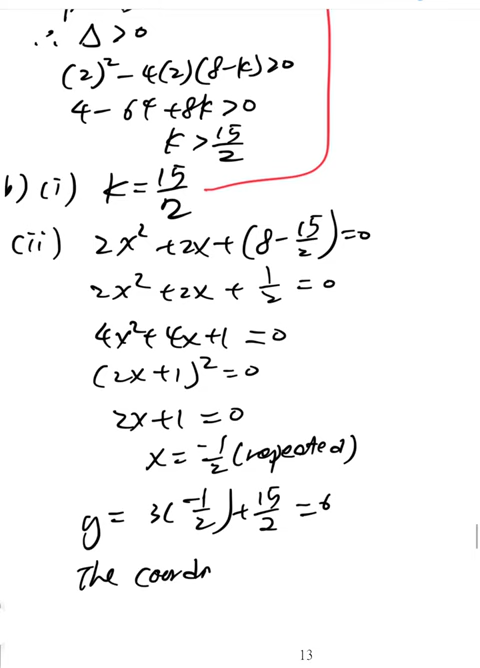 ∴ Δ > 0
(2)² - 4(2)(8-k) > 0
4 - 64 + 8k > 0
k > 15/2
b) (i) k = 15/2
(ii) 2x² + 2x + (8 - 15/2) = 0
2x² + 2x + 1/2 = 0
4x² + 4x + 1 = 0
(2x+1)² = 0
2x + 1 = 0
x = -1/2 (repeated)
y = 3(-1/2) + 15/2 = 6
The coord
13